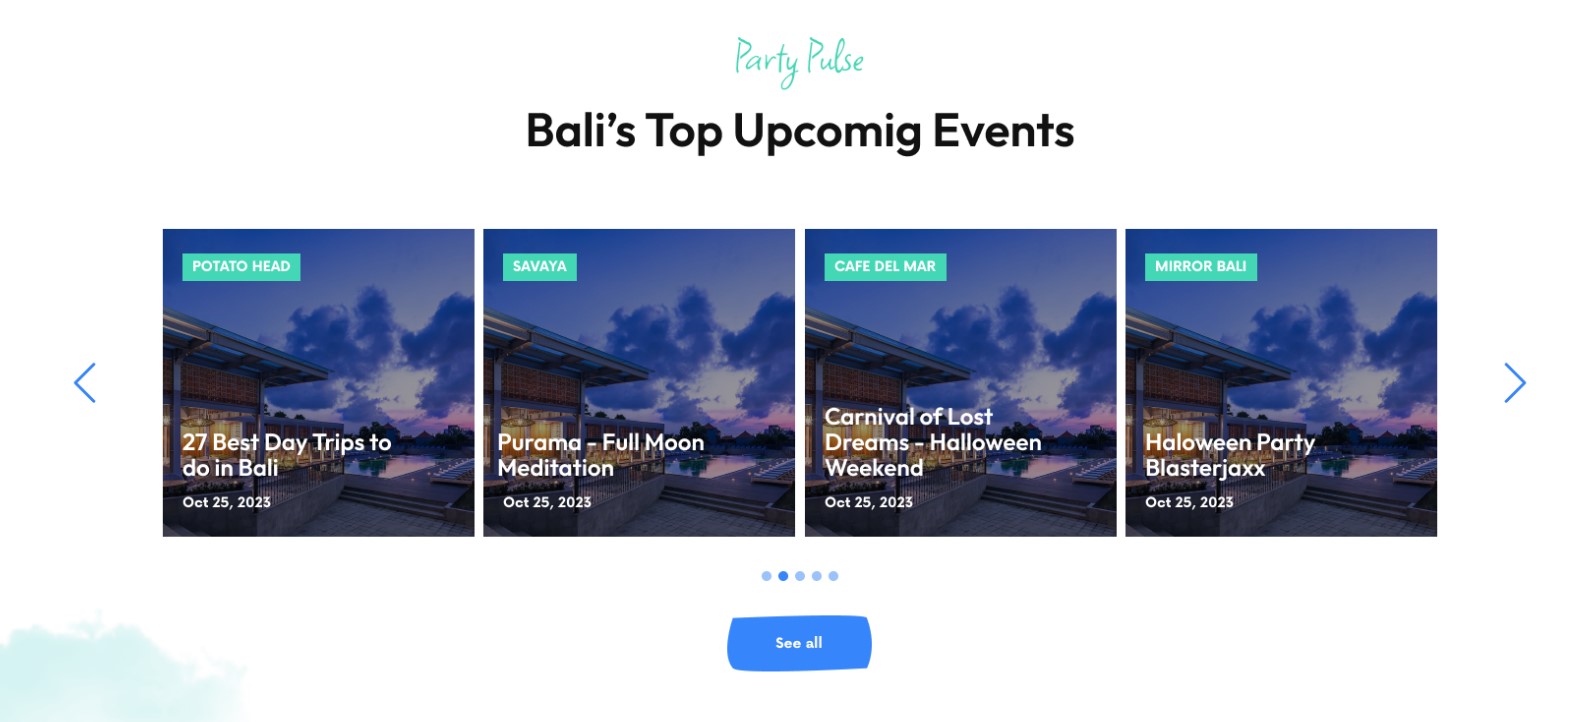 Party Pulse
Bali’s Top Upcomig Events
POTATO HEAD
27 Best Day Trips to
do in Bali
Oct 25, 2023
SAVAYA
Purama - Full Moon
Meditation
Oct 25, 2023
CAFE DEL MAR
Carnival of Lost
Dreams - Halloween
Weekend
Oct 25, 2023
MIRROR BALI
Haloween Party
Blasterjaxx
Oct 25, 2023
See all